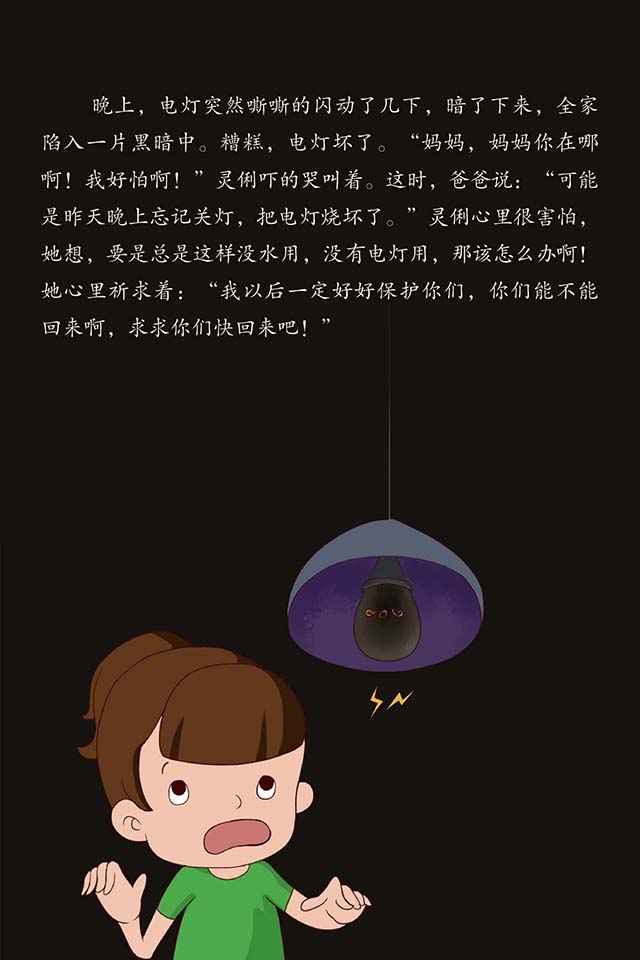 晚上，电灯突然嘶嘶的闪动了几下，暗了下来，全家
陷入一片黑暗中。糟糕，电灯坏了。“妈妈，妈妈你在哪
啊！我好怕啊！”灵俐吓的哭叫着。这时，爸爸说：“可能
是昨天晚上忘记关灯，把电灯烧坏了。”灵俐心里很害怕，
她想，要是总是这样没水用，没有电灯用，那该怎么办啊！
她心里祈求着：“我以后一定好好保护你们，你们能不能
回来啊，求求你们快回来吧！”